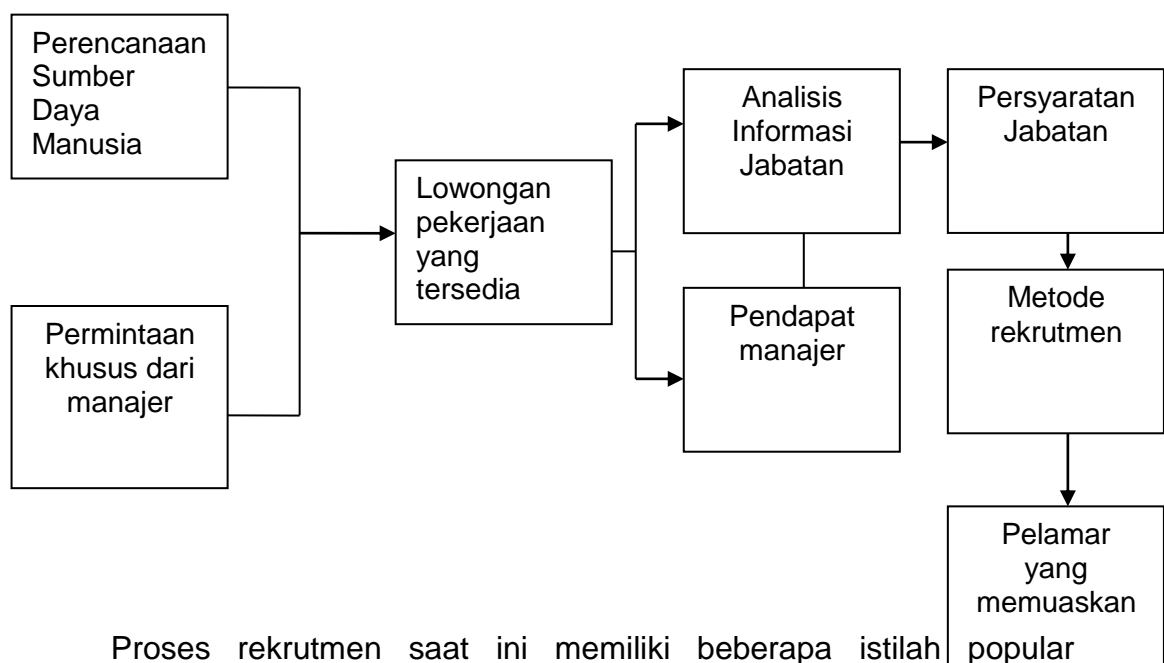 Perencanaan
Sumber
Daya
Manusia
Permintaan
khusus dari
manajer
Lowongan
pekerjaan
yang
tersedia
Analisis
Informasi
Jabatan
Pendapat
manajer
Persyaratan
Jabatan
Metode
rekrutmen
Pelamar
yang
memuaskan
Proses rekrutmen saat ini memiliki beberapa istilah popular